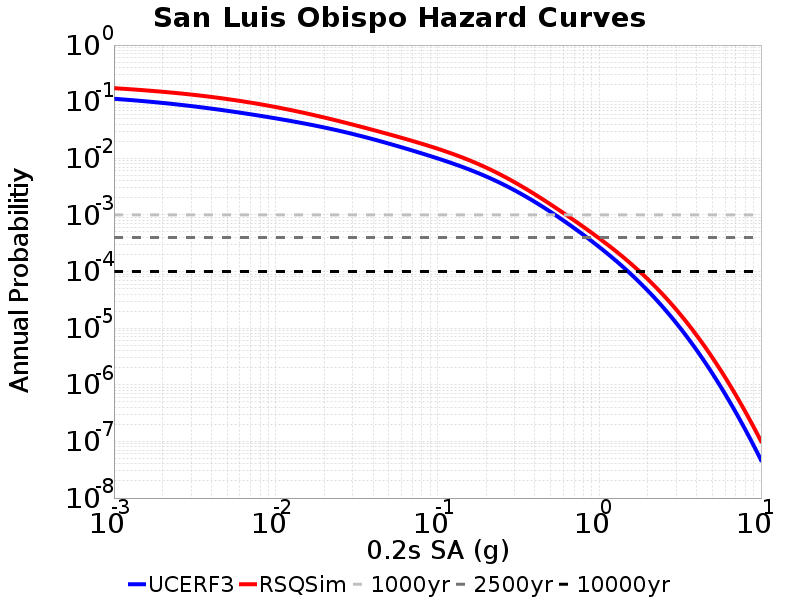 San Luis Obispo Hazard Curves
Annual Probabilitiy
10^0
10^-1
10^-2
10^-3
10^-4
10^-5
10^-6
10^-7
10^-8
10^-3 10^-2 10^-1 10^0 10^1
0.2s SA (g)
UCERF3 RSQSim 1000yr 2500yr 10000yr